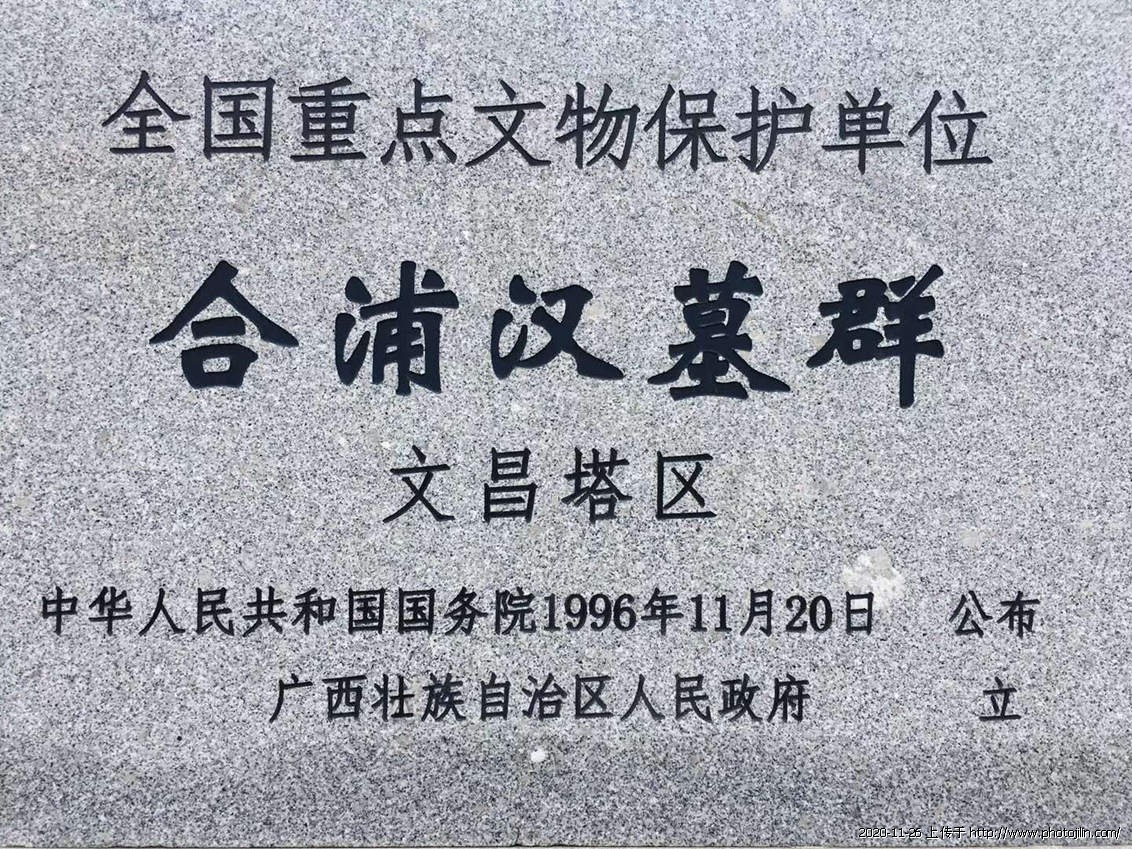 全国重点文物保护单位
合浦汉墓群
文昌塔区
中华人民共和国国务院1996年11月20日 公布
广西壮族自治区人民政府 立
2020-11-26 上传于 http://www.photojilin.com/